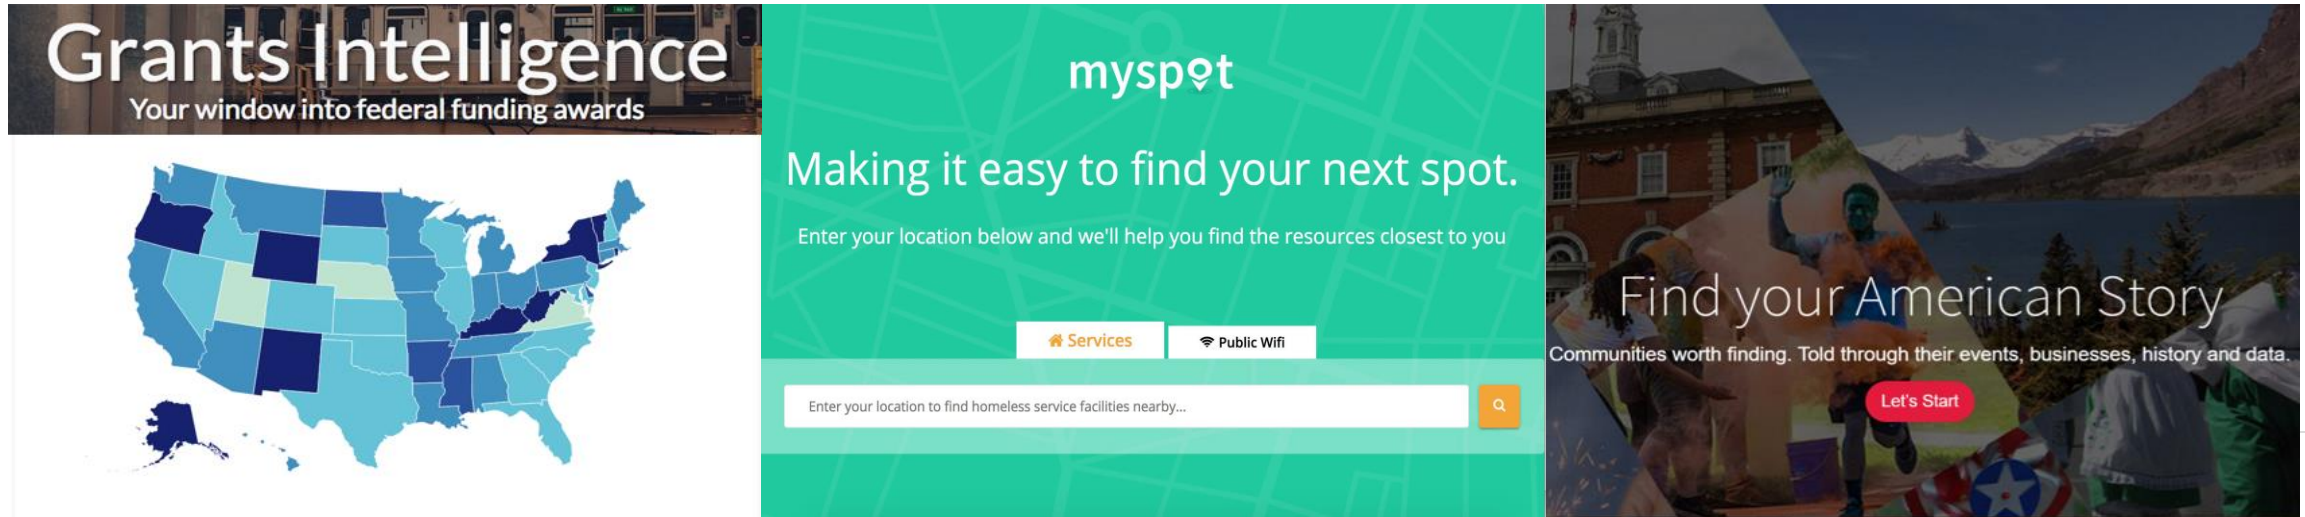 Grants Intelligence
Your window into federal funding awards
myspot
Making it easy to find your next spot.
Enter your location below and we'll help you find the resources closest to you
Services
Public Wifi
Enter your location to find homeless service facilities nearby...
Find your American Story
Communities worth finding. Told through their events, businesses, history and data.
Let's Start